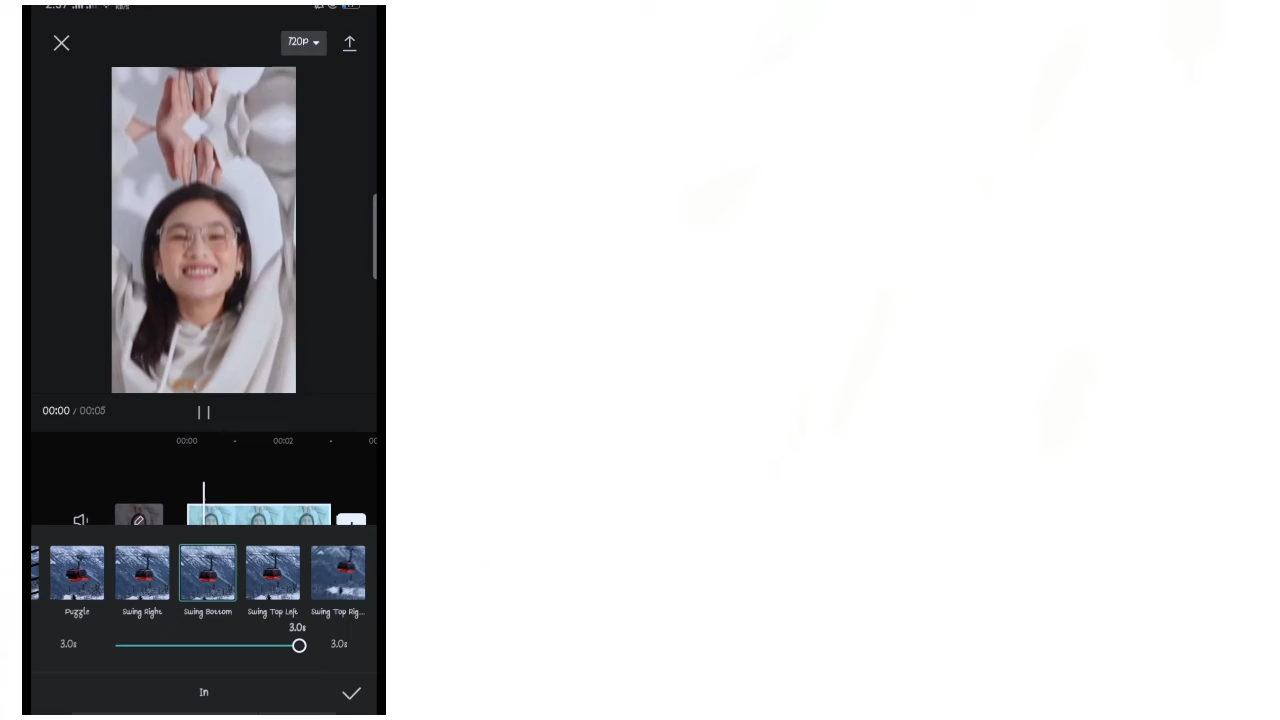 720P
00:00 / 00:05
00:00 00:02
Puzzle Swing Right Swing Bottom Swing Top Left Swing Top Rig...
3.0s
3.0s 3.0s
In